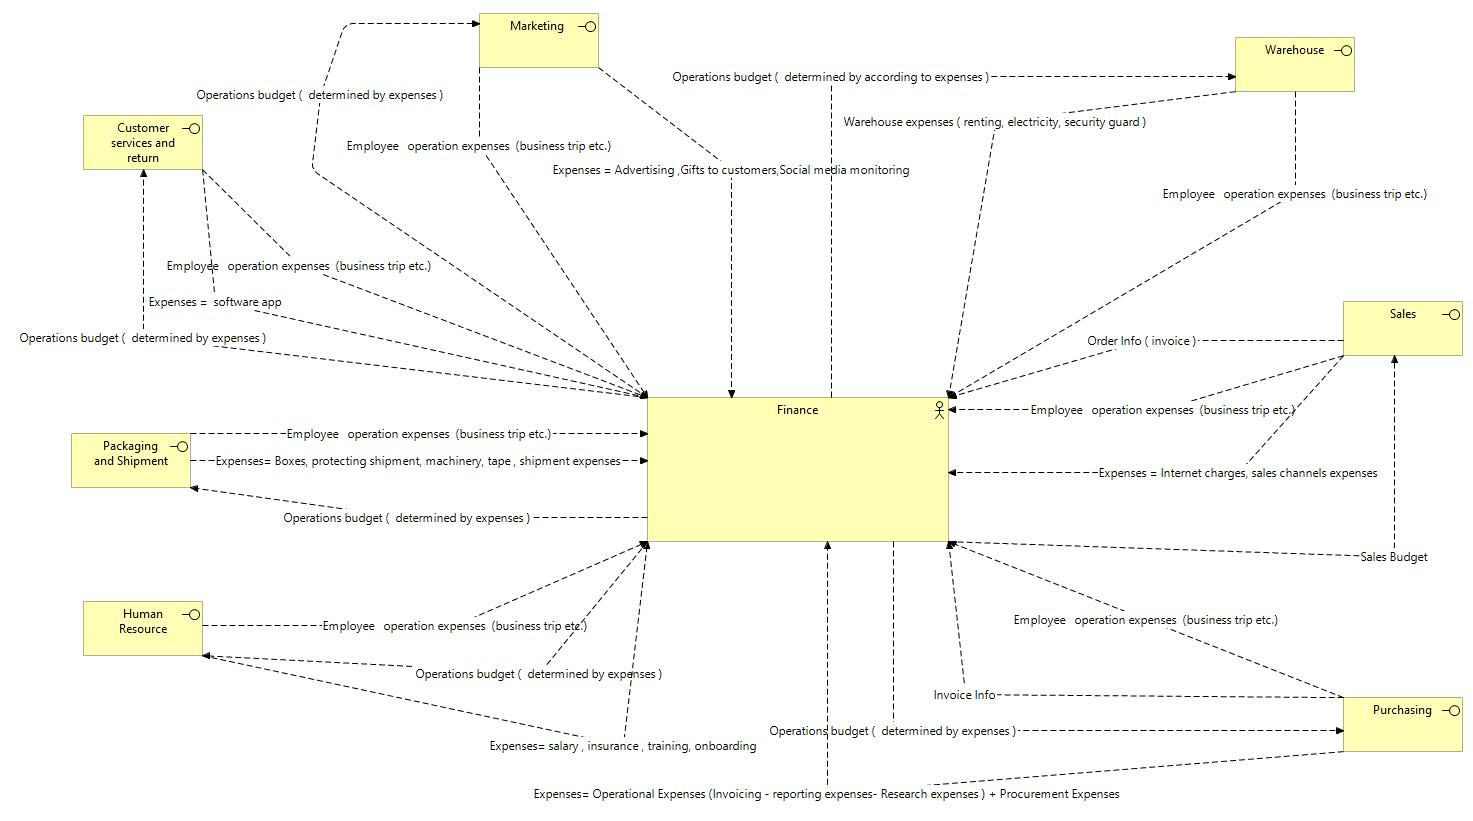 Marketing
Warehouse
Operations budget (  determined by according to expenses )
Operations budget (  determined by expenses )
Warehouse expenses ( renting, electricity, security guard )
Customer
services and
return
Employee  operation expenses  (business trip etc.)
Expenses = Advertising ,Gifts to customers,Social media monitoring
Employee  operation expenses  (business trip etc.)
Employee  operation expenses  (business trip etc.)
Expenses =  software app
Sales
Operations budget (  determined by expenses )
Order Info ( invoice )
Finance
Employee  operation expenses  (business trip etc.)
Employee  operation expenses  (business trip etc.)
Packaging
and Shipment
Expenses= Boxes, protecting shipment, machinery, tape , shipment expenses
Expenses = Internet charges, sales channels expenses
Operations budget (  determined by expenses )
Sales Budget
Human
Resource
Employee  operation expenses  (business trip etc.)
Employee  operation expenses  (business trip etc.)
Operations budget (  determined by expenses )
Invoice Info
Purchasing
Operations budget (  determined by expenses )
Expenses= salary , insurance , training, onboarding
Expenses= Operational Expenses (Invoicing - reporting expenses- Research expenses ) + Procurement Expenses